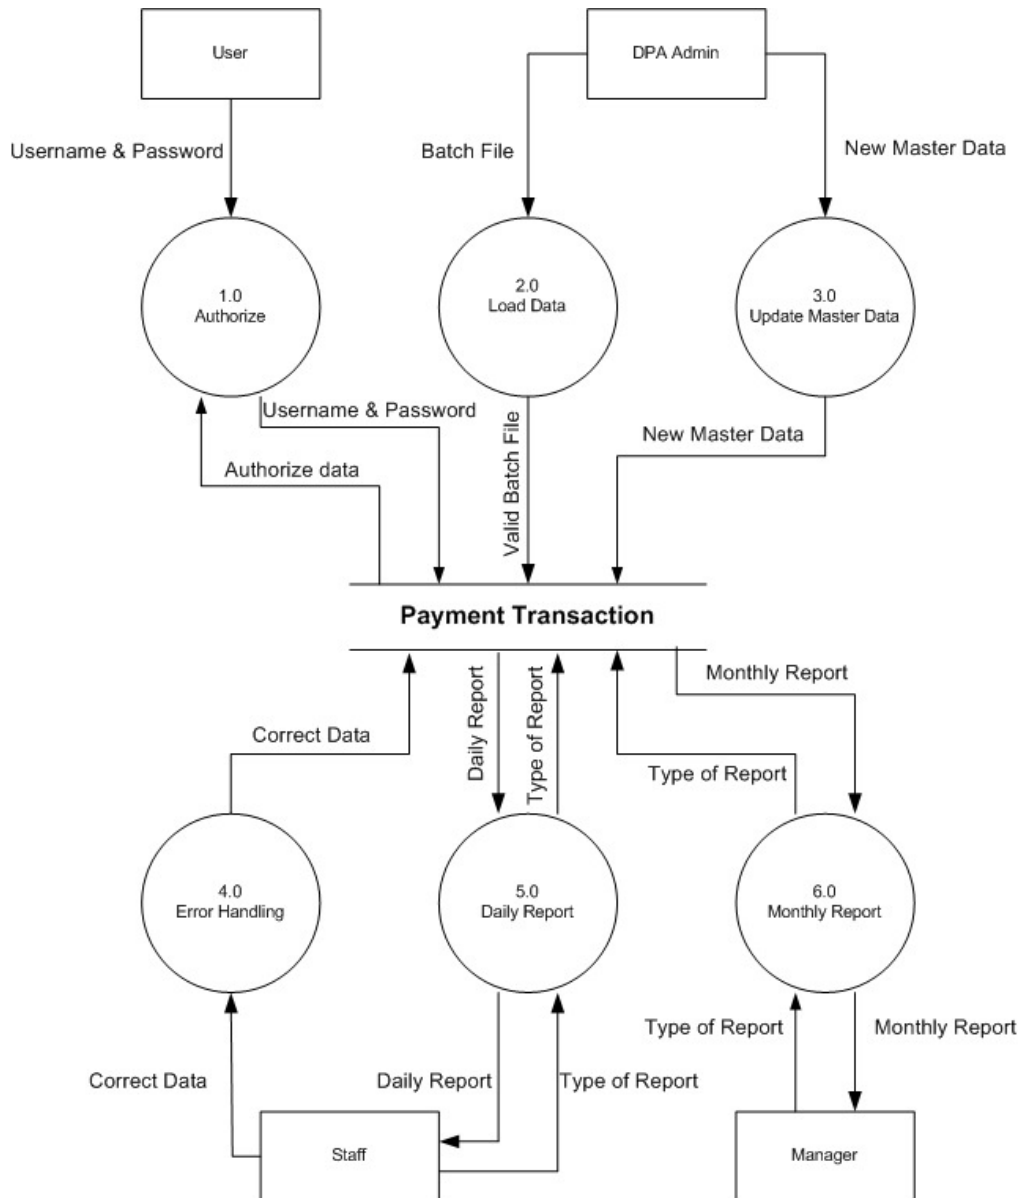 User
DPA Admin
Username & Password
Batch File
New Master Data
1.0
Authorize
2.0
Load Data
3.0
Update Master Data
Username & Password
Authorize data
Valid Batch File
New Master Data
Payment Transaction
Correct Data
Daily Report
Type of Report
Type of Report
Monthly Report
4.0
Error Handling
5.0
Daily Report
6.0
Monthly Report
Correct Data
Daily Report
Type of Report
Type of Report
Monthly Report
Staff
Manager